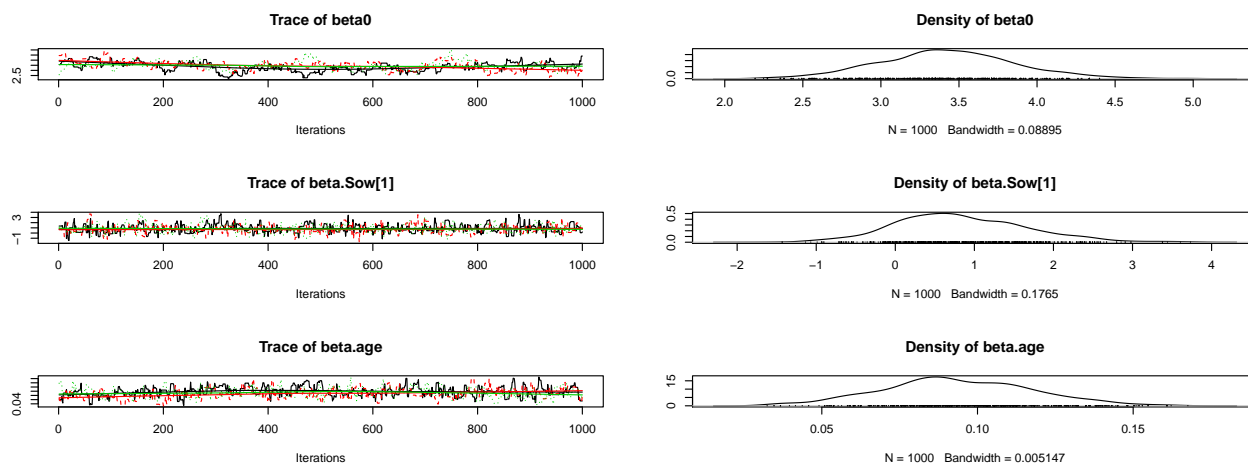 Trace of beta0
2.5
0 200 400 600 800 1000
Iterations
Density of beta0
0.0
2.0 2.5 3.0 3.5 4.0 4.5 5.0
N = 1000 Bandwidth = 0.08895
Trace of beta.Sow[1]
−1 3
0 200 400 600 800 1000
Iterations
Density of beta.Sow[1]
0.0 0.5
−2 −1 0 1 2 3 4
N = 1000 Bandwidth = 0.1765
Trace of beta.age
0.04
0 200 400 600 800 1000
Iterations
Density of beta.age
0 15
0.05 0.10 0.15
N = 1000 Bandwidth = 0.005147